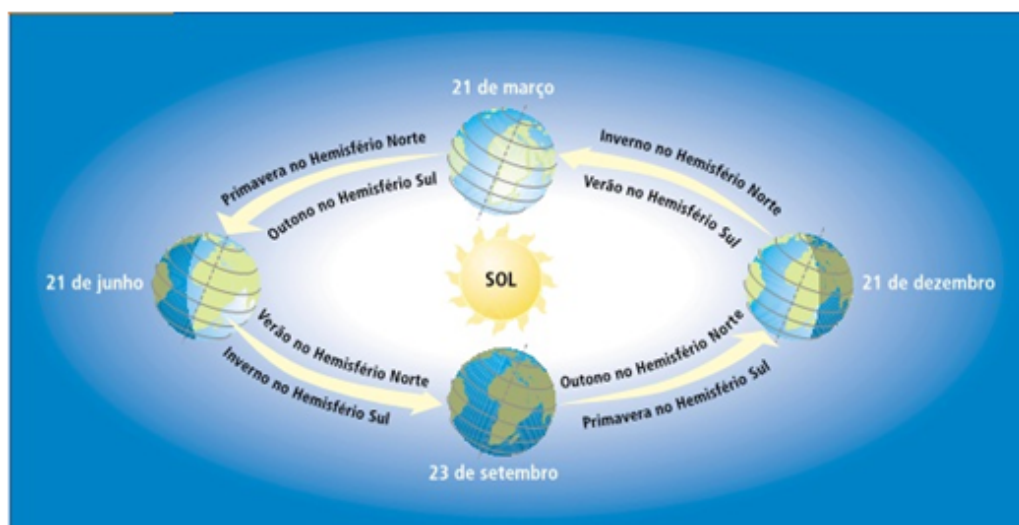 21 de março
Primavera no Hemisfério Norte
Outono no Hemisfério Sul
Inverno no Hemisfério Norte
Verão no Hemisfério Sul
21 de junho
SOL
21 de dezembro
Verão no Hemisfério Norte
Inverno no Hemisfério Sul
Outono no Hemisfério Norte
Primavera no Hemisfério Sul
23 de setembro